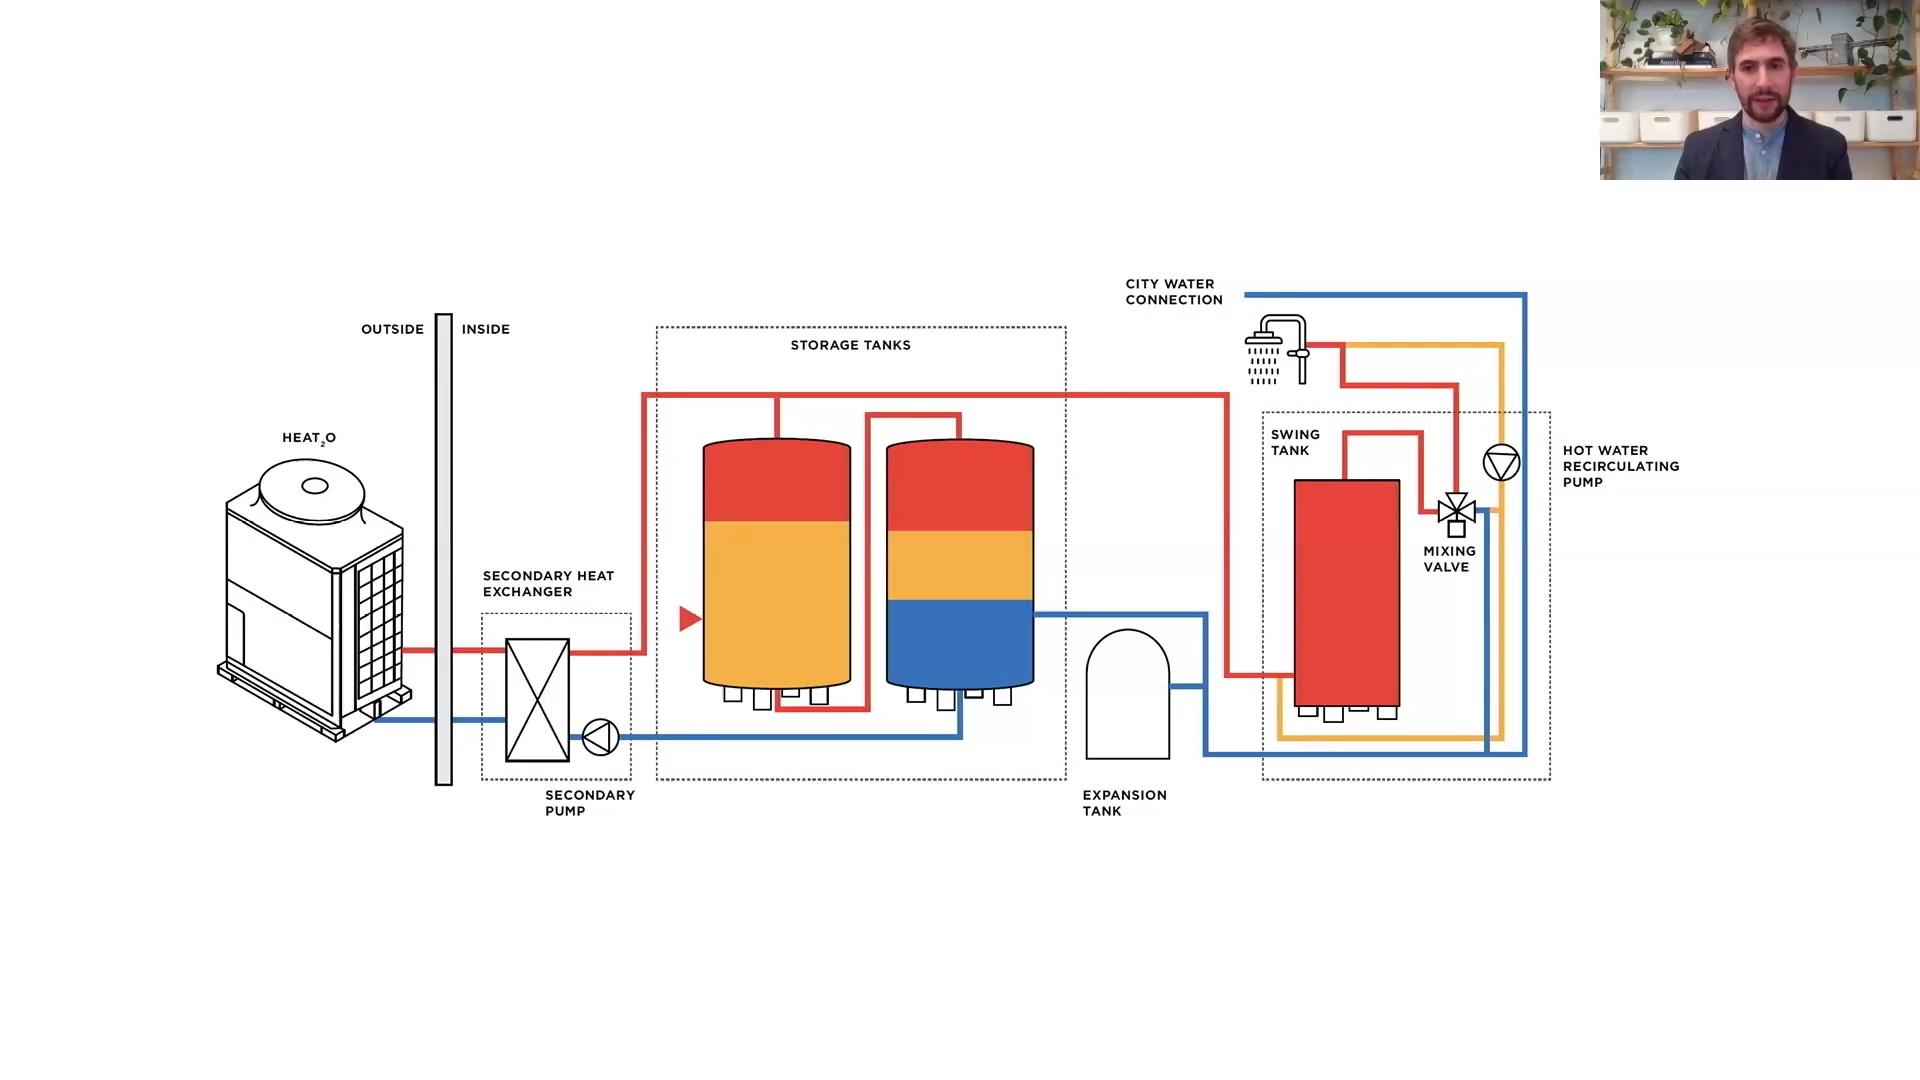 CITY WATER
CONNECTION
OUTSIDE
INSIDE
STORAGE TANKS
HEAT₂O
SWING
TANK
HOT WATER
RECIRCULATING
PUMP
MIXING
VALVE
SECONDARY HEAT
EXCHANGER
SECONDARY
PUMP
EXPANSION
TANK